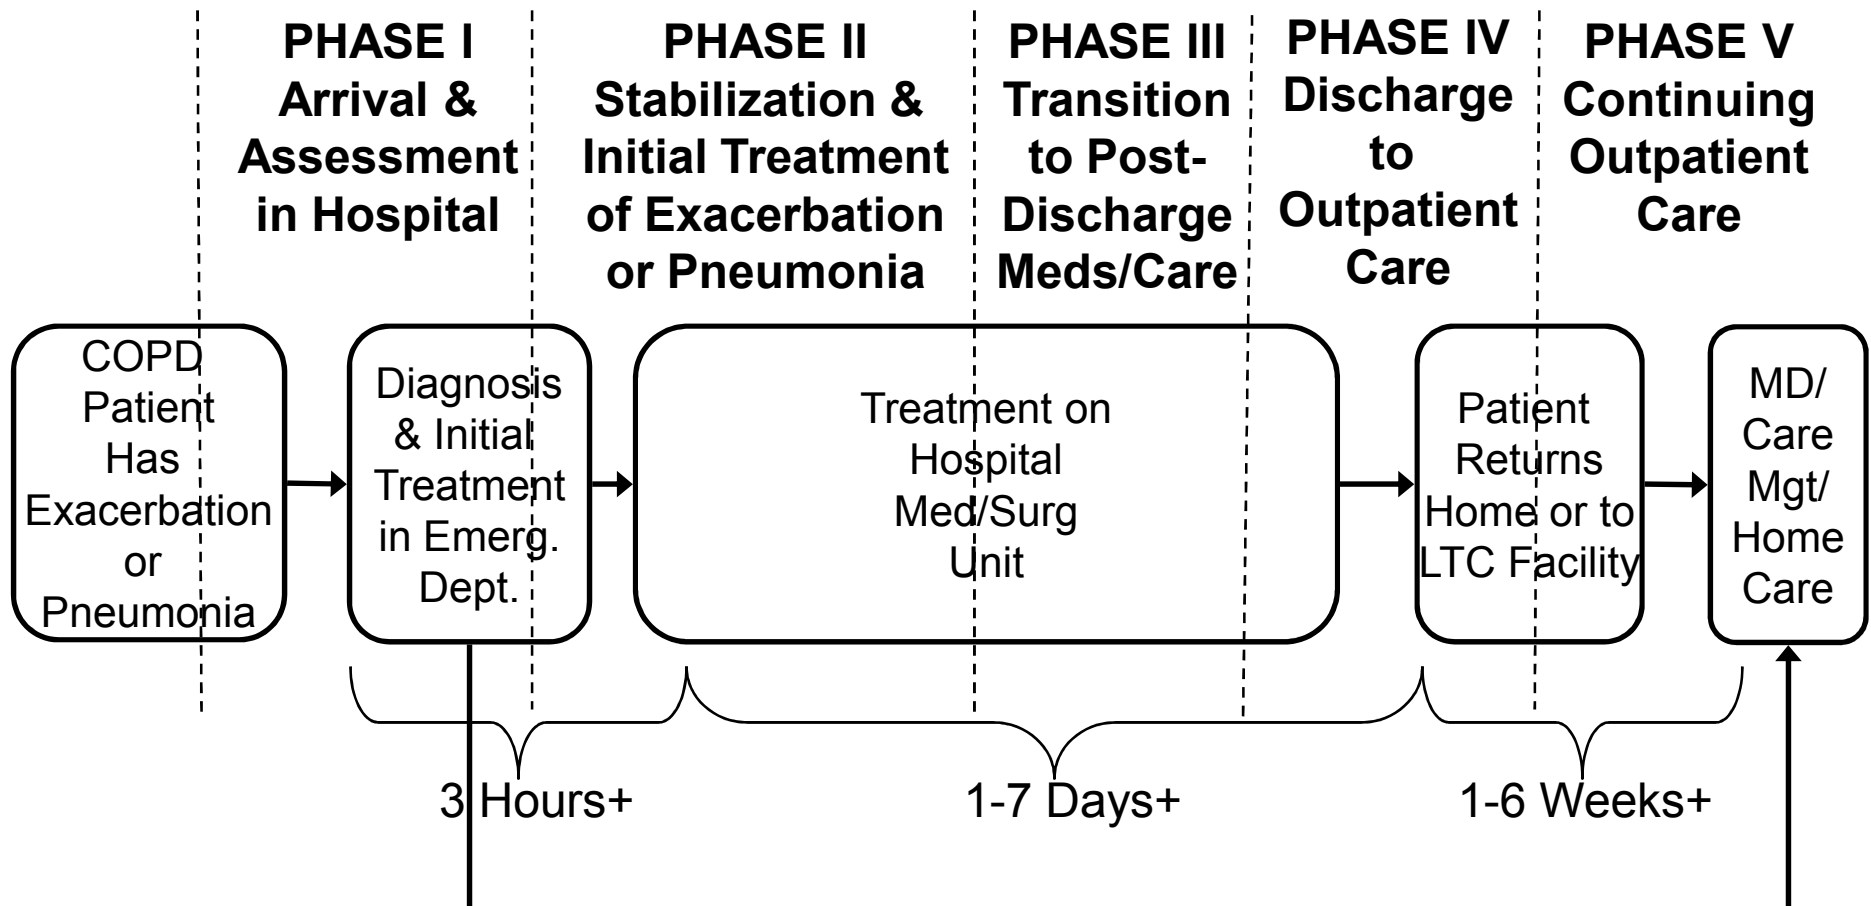 PHASE I
Arrival &
Assessment
in Hospital
PHASE II
Stabilization &
Initial Treatment
of Exacerbation
or Pneumonia
PHASE III
Transition
to Post-
Discharge
Meds/Care
PHASE IV
Discharge
to
Outpatient
Care
PHASE V
Continuing
Outpatient
Care
COPD
Patient
Has
Exacerbation
or
Pneumonia
Diagnosis
& Initial
Treatment
in Emerg.
Dept.
Treatment on
Hospital
Med/Surg
Unit
Patient
Returns
Home or to
LTC Facility
MD/
Care
Mgt/
Home
Care
3 Hours+
1-7 Days+
1-6 Weeks+